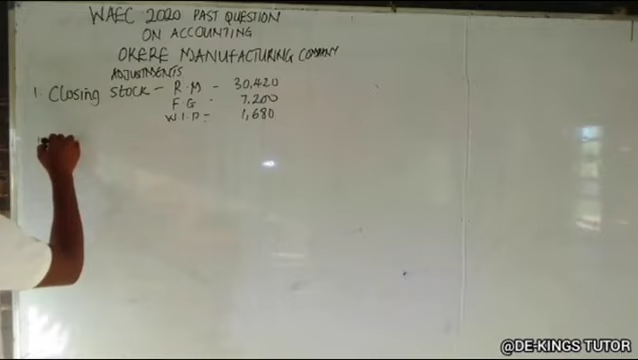 WAEC 2020 PAST QUESTION
ON ACCOUNTING
OKERE MANUFACTURING COMPANY
ADJUSTMENTS
1. Closing stock - R.M - 30,420
F.G - 7,200
W.I.P = 1,680
@DE-KINGS TUTOR